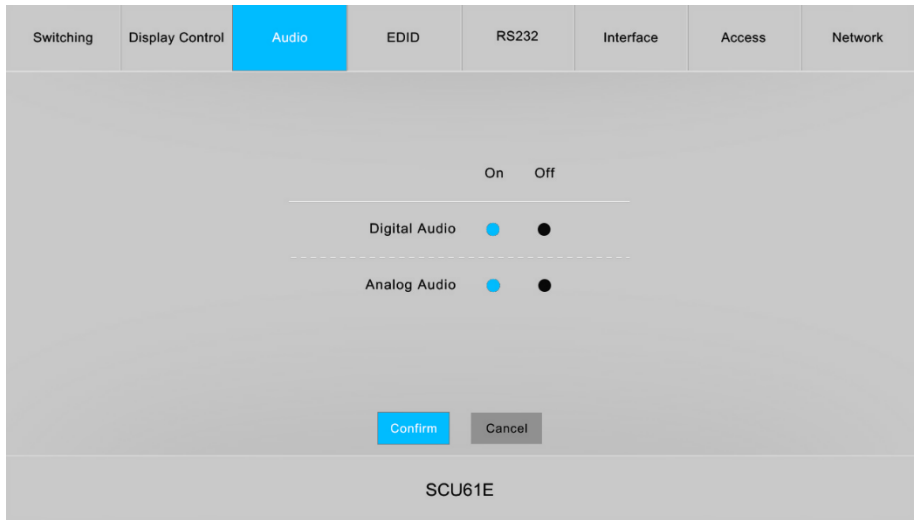 Switching Display Control Audio EDID RS232 Interface Access Network
On Off
Digital Audio
Analog Audio
Confirm Cancel
SCU61E